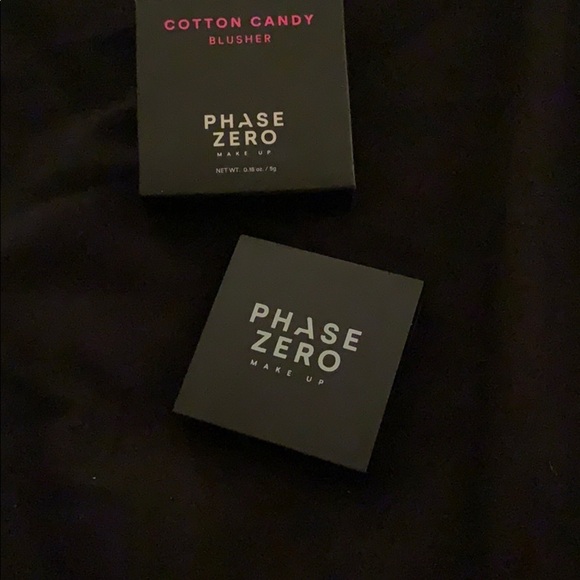 COTTON CANDY
BLUSHER
PHASE
ZERO
MAKE UP
NET WT. 0.18 oz. / 5g
PHASE
ZERO
MAKE UP